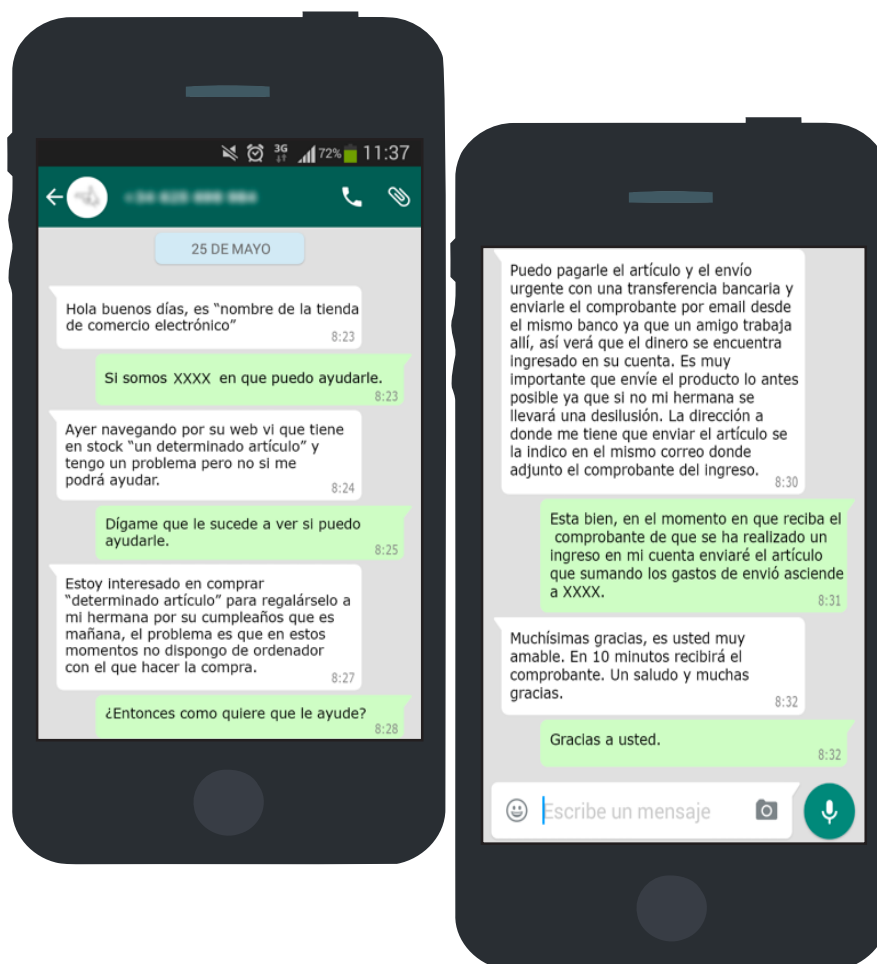 3G 72% 11:37
25 DE MAYO
Hola buenos días, es “nombre de la tienda
de comercio electrónico”
8:23
Si somos XXXX en que puedo ayudarle.
8:23
Ayer navegando por su web vi que tiene
en stock “un determinado artículo” y
tengo un problema pero no si me
podrá ayudar.
8:24
Dígame que le sucede a ver si puedo
ayudarle.
8:25
Estoy interesado en comprar
“determinado artículo” para regalárselo a
mi hermana por su cumpleaños que es
mañana, el problema es que en estos
momentos no dispongo de ordenador
con el que hacer la compra.
8:27
¿Entonces como quiere que le ayude?
8:28
Puedo pagarle el artículo y el envío
urgente con una transferencia bancaria y
enviarle el comprobante por email desde
el mismo banco ya que un amigo trabaja
allí, así verá que el dinero se encuentra
ingresado en su cuenta. Es muy
importante que envíe el producto lo antes
posible ya que si no mi hermana se
llevará una desilusión. La dirección a
donde me tiene que enviar el artículo se
la indico en el mismo correo donde
adjunto el comprobante del ingreso.
8:30
Esta bien, en el momento en que reciba el
comprobante de que se ha realizado un
ingreso en mi cuenta enviaré el artículo
que sumando los gastos de envió asciende
a XXXX.
8:31
Muchísimas gracias, es usted muy
amable. En 10 minutos recibirá el
comprobante. Un saludo y muchas
gracias.
8:32
Gracias a usted.
8:32
Escribe un mensaje